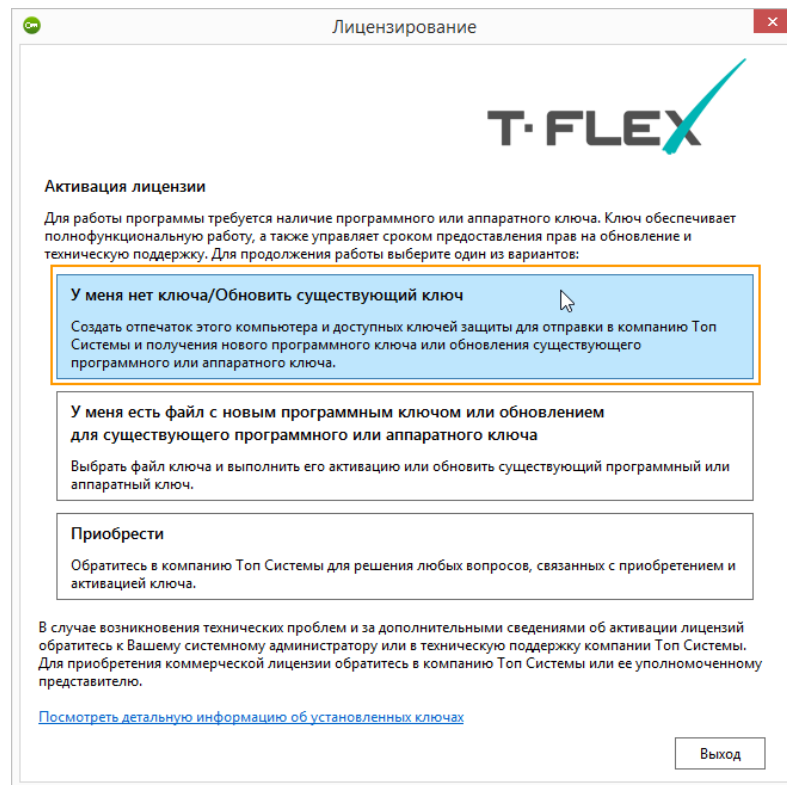 Лицензирование
T·FLEX
Активация лицензии
Для работы программы требуется наличие программного или аппаратного ключа. Ключ обеспечивает
полнофункциональную работу, а также управляет сроком предоставления прав на обновление и
техническую поддержку. Для продолжения работы выберите один из вариантов:
У меня нет ключа/Обновить существующий ключ
Создать отпечаток этого компьютера и доступных ключей защиты для отправки в компанию Топ
Системы и получения нового программного ключа или обновления существующего
программного или аппаратного ключа.
У меня есть файл с новым программным ключом или обновлением
для существующего программного или аппаратного ключа
Выбрать файл ключа и выполнить его активацию или обновить существующий программный или
аппаратный ключ.
Приобрести
Обратитесь в компанию Топ Системы для решения любых вопросов, связанных с приобретением и
активацией ключа.
В случае возникновения технических проблем и за дополнительными сведениями об активации лицензий
обратитесь к Вашему системному администратору или в техническую поддержку компании Топ Системы.
Для приобретения коммерческой лицензии обратитесь в компанию Топ Системы или ее уполномоченному
представителю.
Посмотреть детальную информацию об установленных ключах
Выход